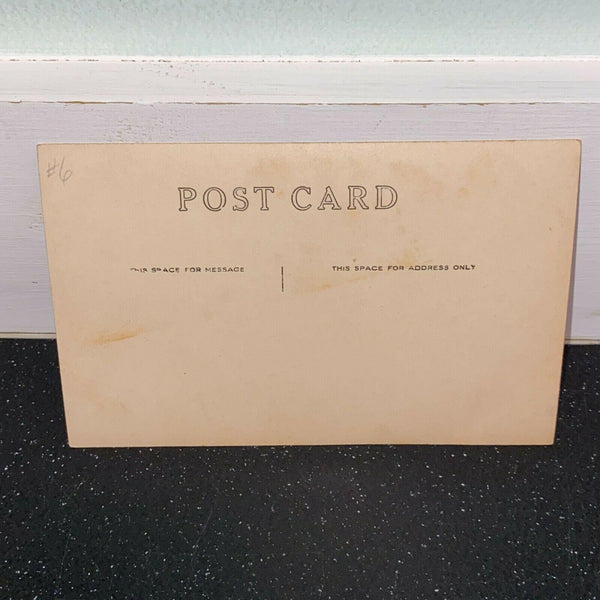 #6
POST CARD
THIS SPACE FOR MESSAGE
THIS SPACE FOR ADDRESS ONLY